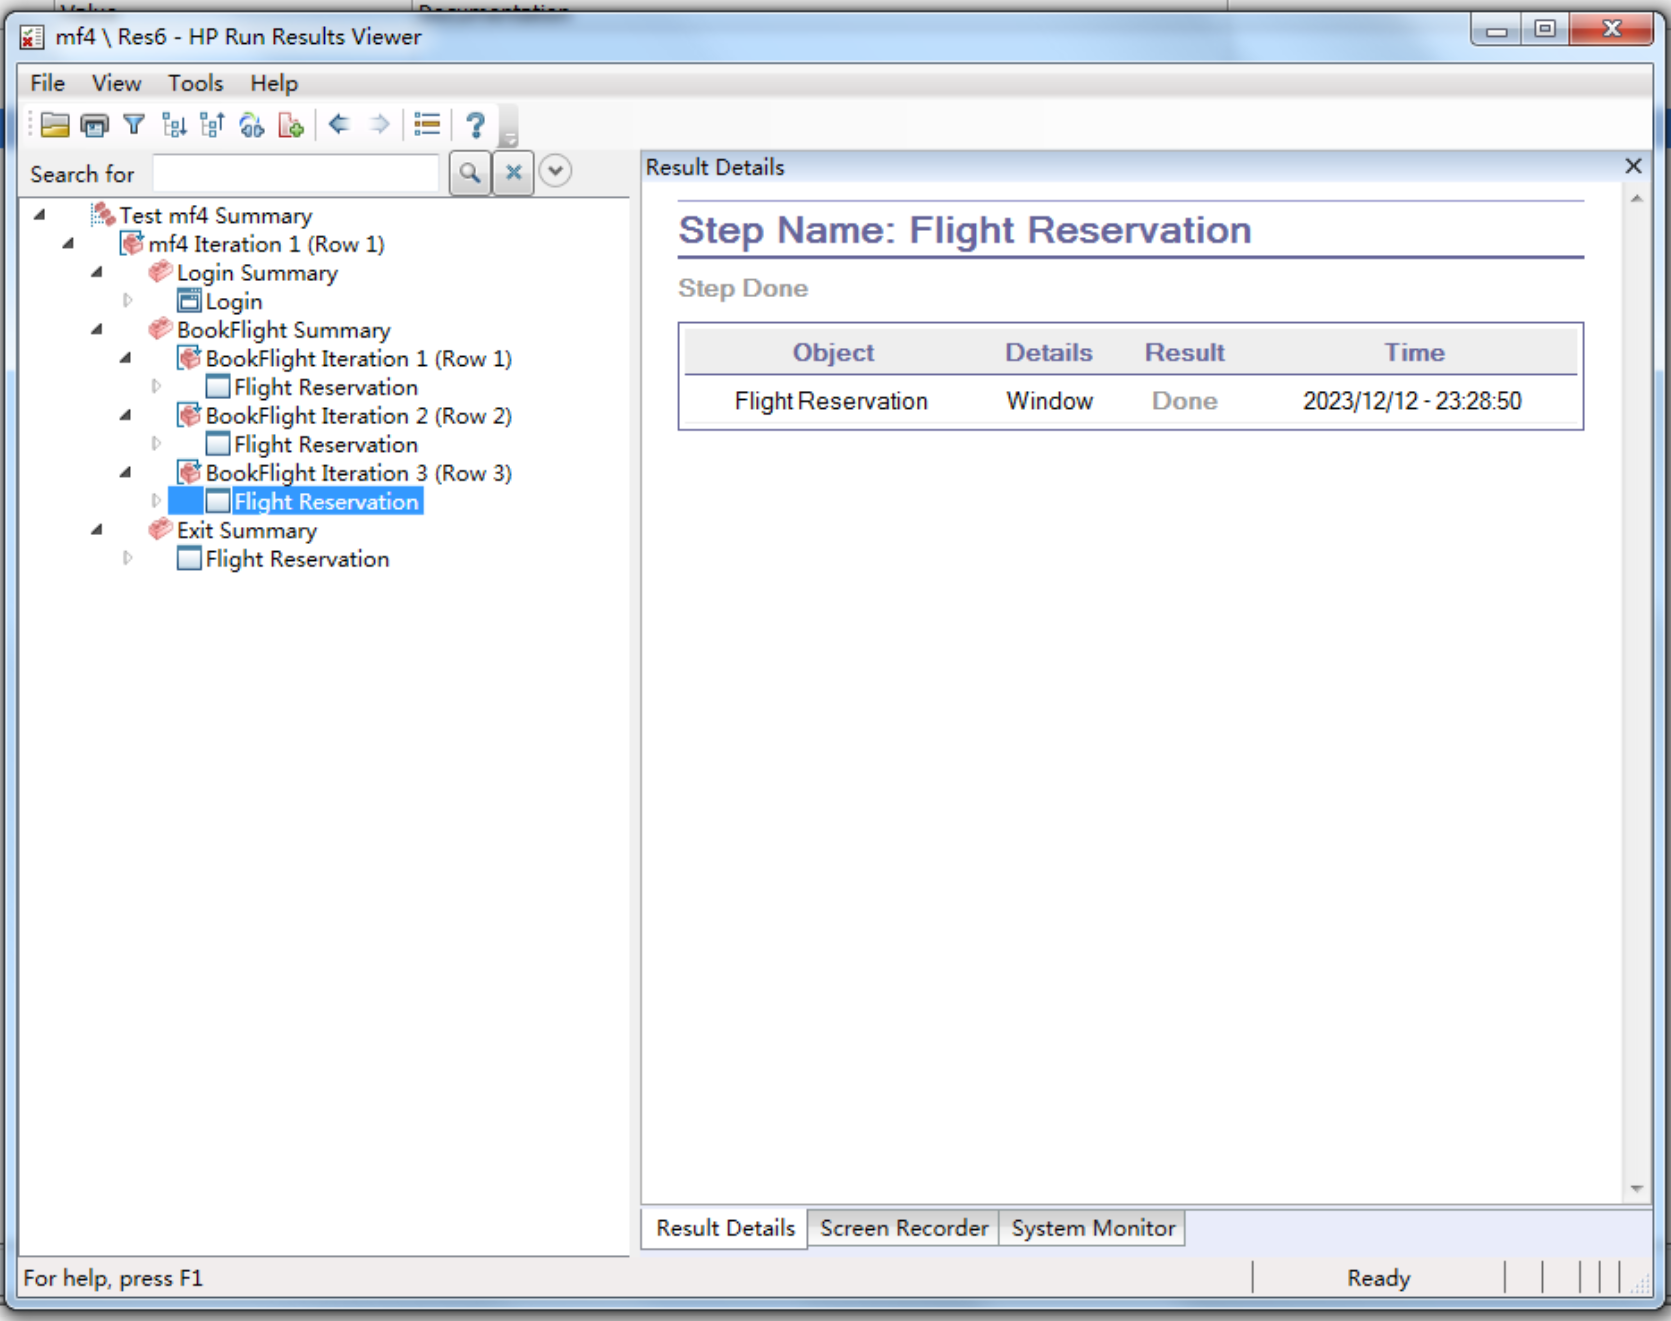 Value Documentation
mf4 \ Res6 - HP Run Results Viewer
File View Tools Help
Search for
Test mf4 Summary
mf4 Iteration 1 (Row 1)
Login Summary
Login
BookFlight Summary
BookFlight Iteration 1 (Row 1)
Flight Reservation
BookFlight Iteration 2 (Row 2)
Flight Reservation
BookFlight Iteration 3 (Row 3)
Flight Reservation
Exit Summary
Flight Reservation
Result Details
Step Name: Flight Reservation
Step Done
Object Details Result Time
Flight Reservation Window Done 2023/12/12 - 23:28:50
Result Details Screen Recorder System Monitor
For help, press F1 Ready